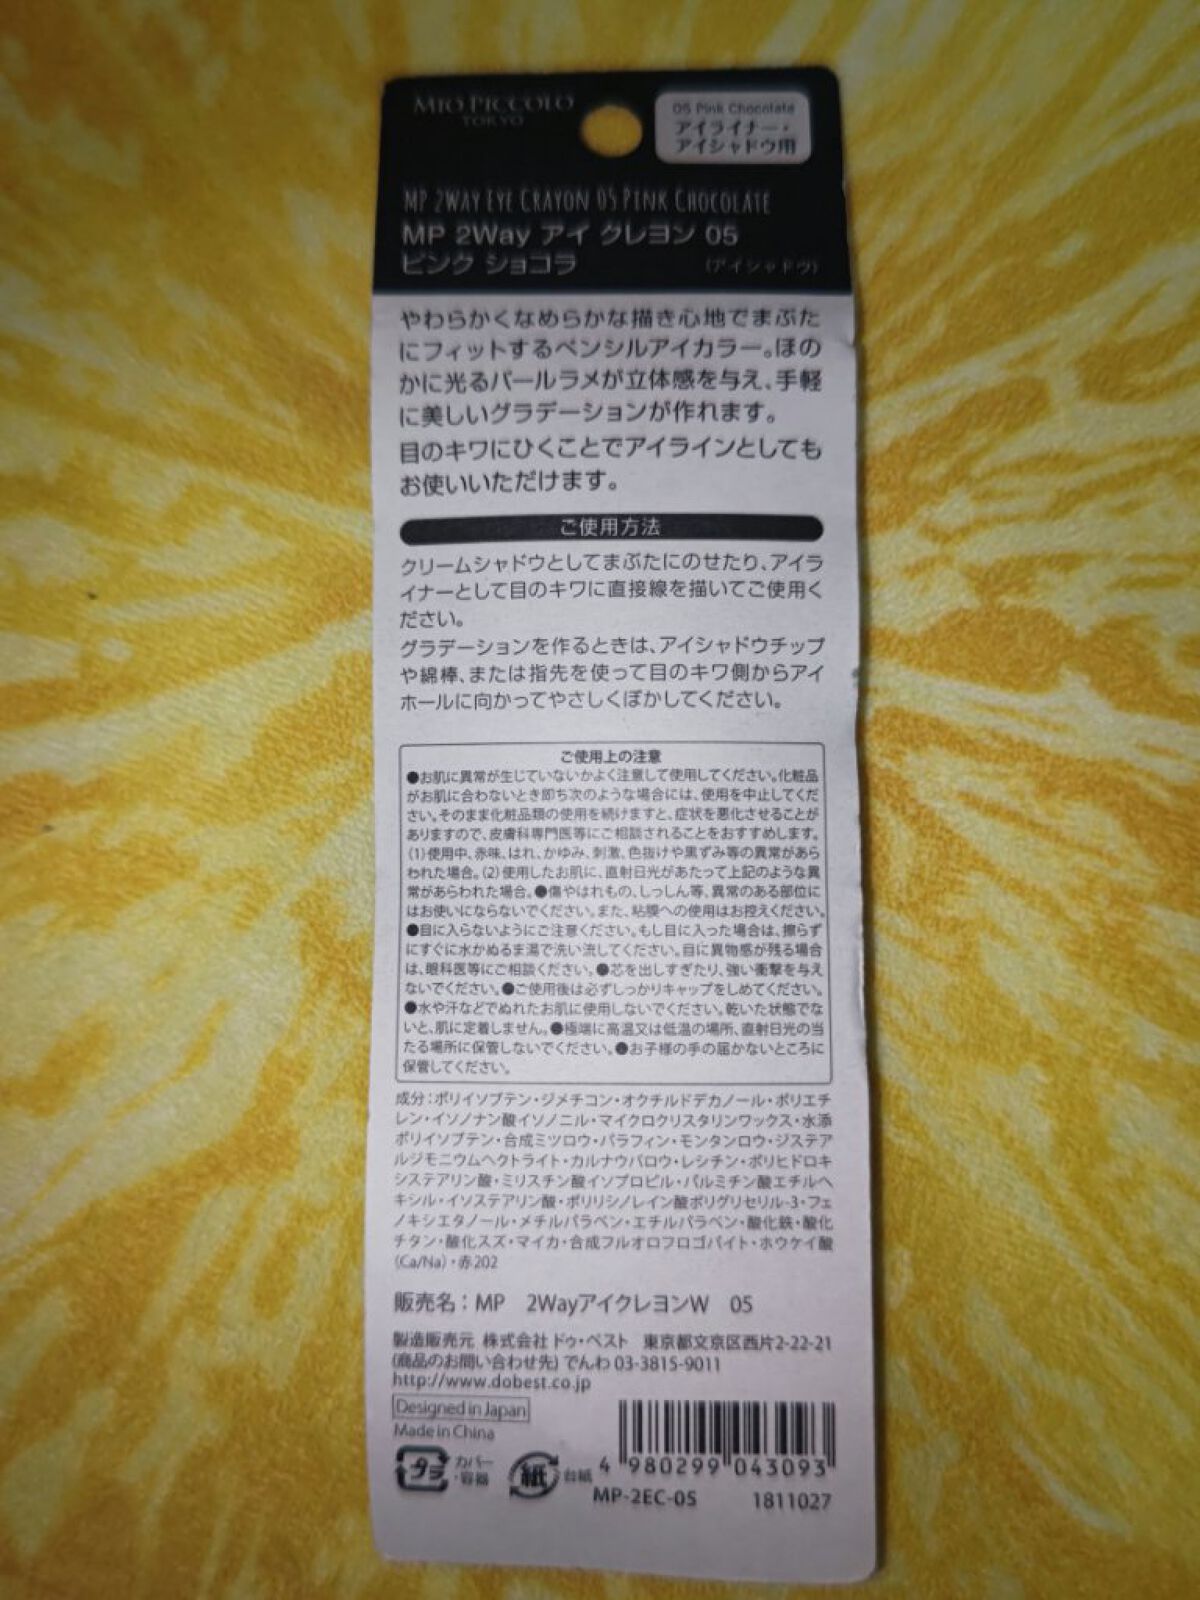 MIO PICCOLO
TOKYO
05 Pink Chocolate
アイライナー・
アイシャドウ用
MP 2WAY EYE CRAYON 05 PINK CHOCOLATE
MP 2Way アイ クレヨン 05
ピンク ショコラ
(アイシャドウ)
やわらかくなめらかな描き心地でまぶた
にフィットするペンシルアイカラー。ほの
かに光るパールラメが立体感を与え、手軽
に美しいグラデーションが作れます。
目のキワにひくことでアイラインとしても
お使いいただけます。
ご使用方法
クリームシャドウとしてまぶたにのせたり、アイラ
イナーとして目のキワに直接線を描いてご使用く
ださい。
グラデーションを作るときは、アイシャドウチップ
や綿棒、または指先を使って目のキワ側からアイ
ホールに向かってやさしくぼかしてください。
ご使用上の注意
●お肌に異常が生じていないかよく注意して使用してください。化粧品
がお肌に合わないとき即ち次のような場合には、使用を中止してくだ
さい。そのまま化粧品類の使用を続けますと、症状を悪化させることが
ありますので、皮膚科専門医等にご相談されることをおすすめします。
(1)使用中、赤味、はれ、かゆみ、刺激、色抜けや黒ずみ等の異常があら
われた場合。(2)使用したお肌に、直射日光があたって上記のような異
常があらわれた場合。●傷やはれもの、しっしん等、異常のある部位に
はお使いにならないでください。また、粘膜への使用はお控えください。
●目に入らないようにご注意ください。もし目に入った場合は、擦らず
にすぐに水かぬるま湯で洗い流してください。目に異物感が残る場合
は、眼科医等にご相談ください。●芯を出しすぎたり、強い衝撃を与え
ないでください。●ご使用後は必ずしっかりキャップをしめてください。
●水や汗などでぬれたお肌に使用しないでください。乾いた状態でな
いと、肌に定着しません。●極端に高温又は低温の場所、直射日光の当
たる場所に保管しないでください。●お子様の手の届かないところに
保管してください。
成分:ポリイソブテン・ジメチコン・オクチルドデカノール・ポリエチ
レン・イソノナン酸イソノニル・マイクロクリスタリンワックス・水添
ポリイソブテン・合成ミツロウ・パラフィン・モンタンロウ・ジステア
ルジモニウムヘクトライト・カルナウバロウ・レシチン・ポリヒドロキ
システアリン酸・ミリスチン酸イソプロピル・パルミチン酸エチルヘ
キシル・イソステアリン酸・ポリリシノレイン酸ポリグリセリル-3・フェ
ノキシエタノール・メチルパラベン・エチルパラベン・酸化鉄・酸化
チタン・酸化スズ・マイカ・合成フルオロフロゴパイト・ホウケイ酸
(Ca/Na)・赤202
販売名:MP 2WayアイクレヨンW 05
製造販売元 株式会社 ドゥ・ベスト 東京都文京区西片2-22-21
(商品のお問い合わせ先) でんわ 03-3815-9011
http://www.dobest.co.jp
Designed in Japan
Made in China
プラ
カバー
・容器
紙
台紙
4 980299 043093
MP-2EC-05 1811027